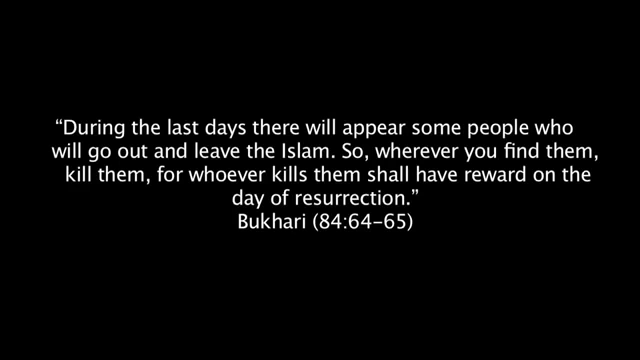 “During the last days there will appear some people who
will go out and leave the Islam. So, wherever you find them,
kill them, for whoever kills them shall have reward on the
day of resurrection.”
Bukhari (84:64-65)